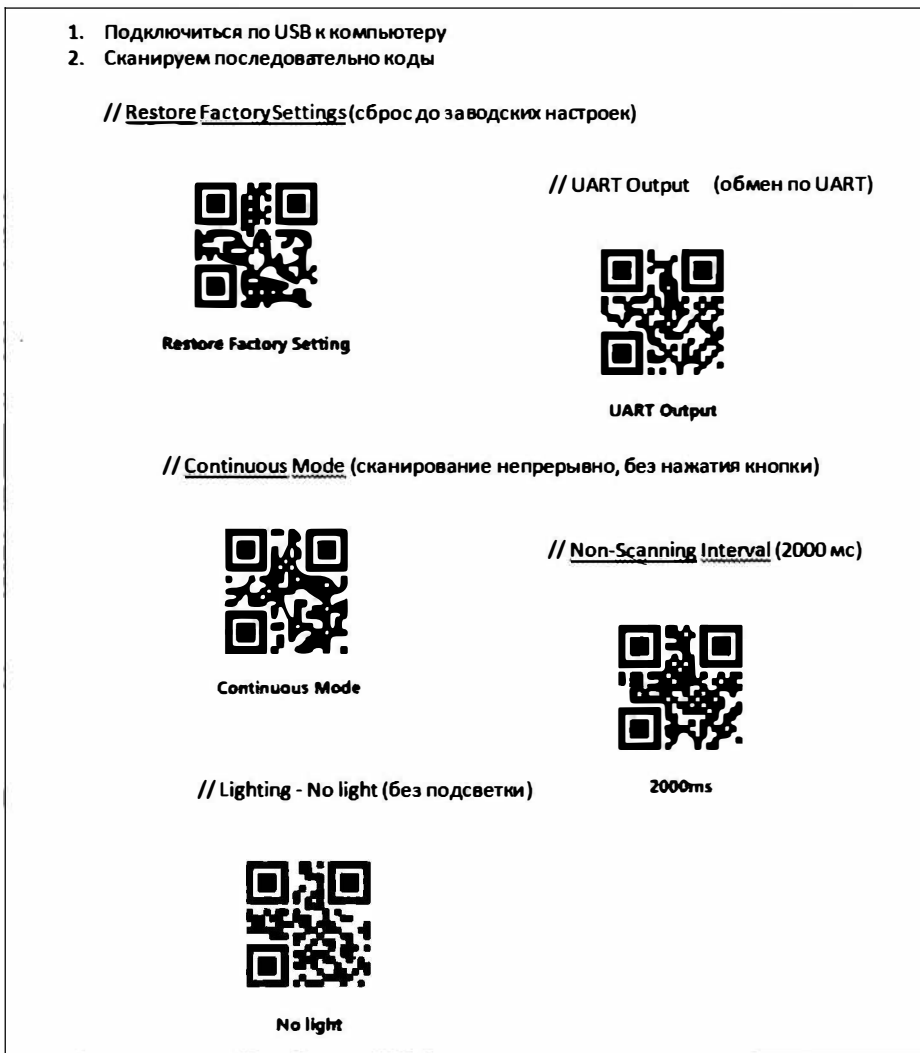 1. Подключиться по USB к компьютеру
2. Сканируем последовательно коды
// Restore Factory Settings (сброс до заводских настроек)
// UART Output (обмен по UART)
Restore Factory Setting
UART Output
// Continuous Mode (сканирование непрерывно, без нажатия кнопки)
// Non-Scanning Interval (2000 мс)
Continuous Mode
2000ms
// Lighting - No light (без подсветки)
No light